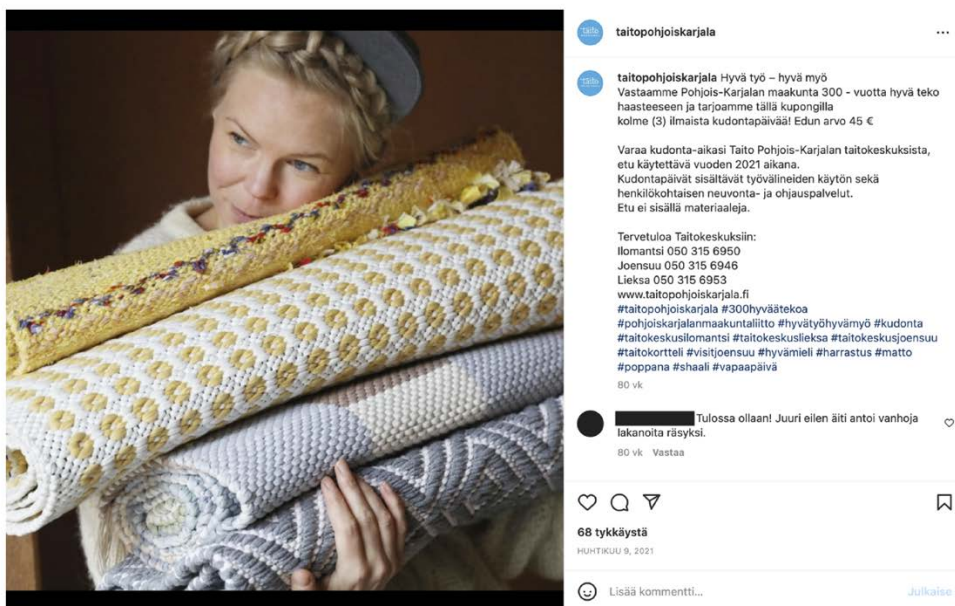 taito
taitopohjoiskarjala
taito
taitopohjoiskarjala Hyvä työ – hyvä myö
Vastaamme Pohjois-Karjalan maakunta 300 - vuotta hyvä teko
haasteeseen ja tarjoamme tällä kupongilla
kolme (3) ilmaista kudontapäivää! Edun arvo 45 €
Varaa kudonta-aikasi Taito Pohjois-Karjalan taitokeskuksista,
etu käytettävä vuoden 2021 aikana.
Kudontapäivät sisältävät työvälineiden käytön sekä
henkilökohtaisen neuvonta- ja ohjauspalvelut.
Etu ei sisällä materiaaleja.
Tervetuloa Taitokeskuksiin:
Ilomantsi 050 315 6950
Joensuu 050 315 6946
Lieksa 050 315 6953
www.taitopohjoiskarjala.fi
#taitopohjoiskarjala #300hyväätekoa
#pohjoiskarjalanmaakuntaliitto #hyvätyöhyvämyö #kudonta
#taitokeskusilomantsi #taitokeskuslieksa #taitokeskusjoensuu
#taitokortteli #visitjoensuu #hyvämieli #harrastus #matto
#poppana #shaali #vapaapäivä
80 vk
Tulossa ollaan! Juuri eilen äiti antoi vanhoja
lakanoita räsyksi.
80 vk Vastaa
68 tykkäystä
HUHTIKUU 9, 2021
Lisää kommentti... Julkaise